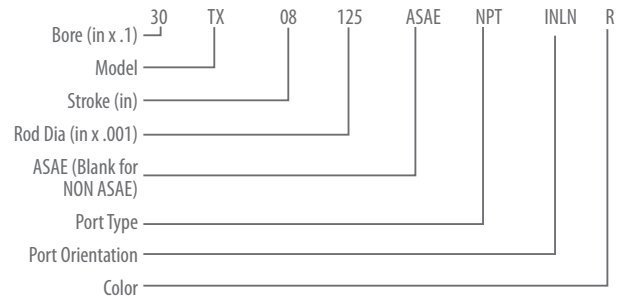 30 TX 08 125 ASAE NPT INLN R
Bore (in x .1)
Model
Stroke (in)
Rod Dia (in x .001)
ASAE (Blank for
NON ASAE)
Port Type
Port Orientation
Color